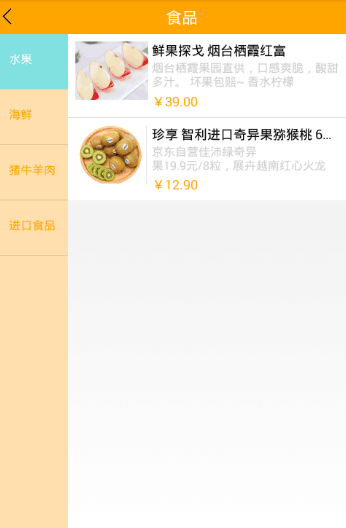 食品
水果
海鲜
猪牛羊肉
进口食品
鲜果探戈 烟台栖霞红富
烟台栖霞果园直供，口感爽脆，酸甜
多汁。 坏果包赔~ 香水柠檬
￥39.00
珍享 智利进口奇异果猕猴桃 6...
京东自营佳沛绿奇异
果19.9元/8粒，展卉越南红心火龙
￥12.90